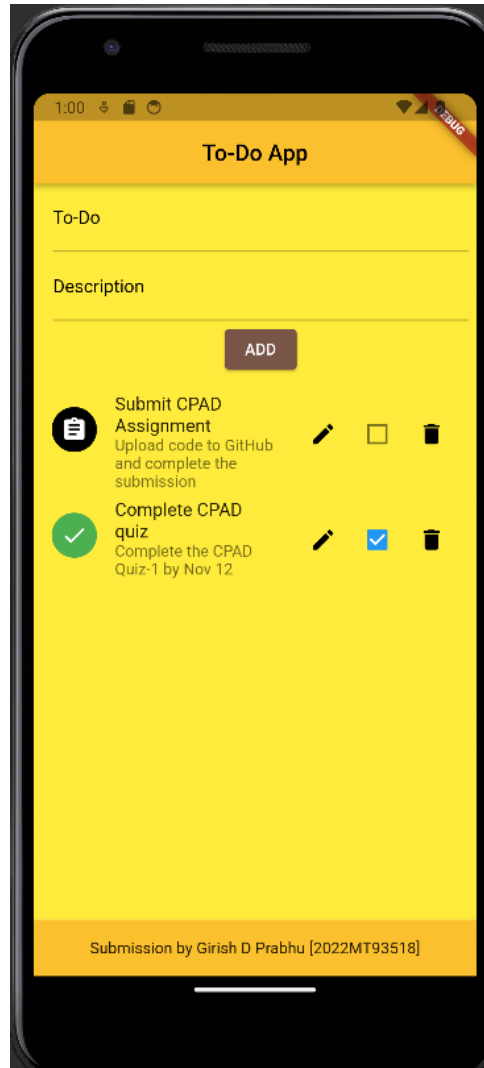 1:00
DEBUG
To-Do App
To-Do
Description
ADD
Submit CPAD
Assignment
Upload code to GitHub
and complete the
submission
Complete CPAD
quiz
Complete the CPAD
Quiz-1 by Nov 12
Submission by Girish D Prabhu [2022MT93518]